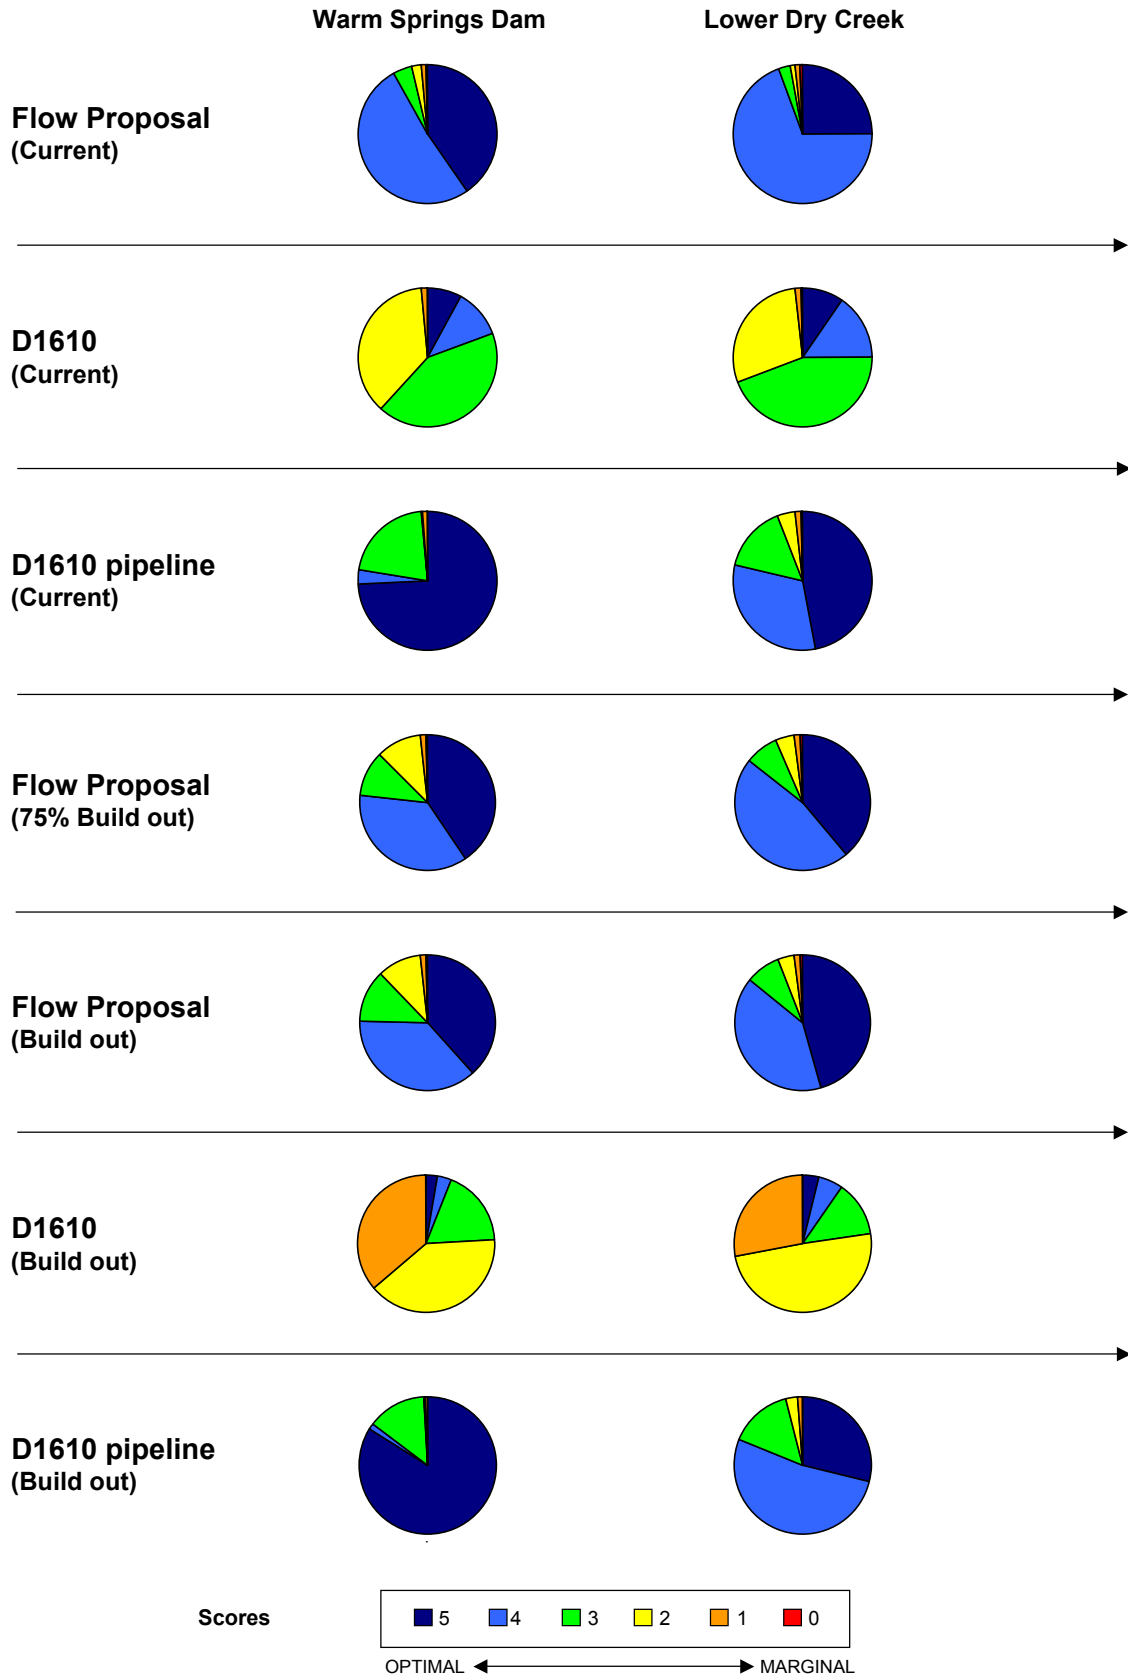 Warm Springs Dam Lower Dry Creek
Flow Proposal
(Current)
D1610
(Current)
D1610 pipeline
(Current)
Flow Proposal
(75% Build out)
Flow Proposal
(Build out)
D1610
(Build out)
D1610 pipeline
(Build out)
Scores 5 4 3 2 1 0
OPTIMAL MARGINAL